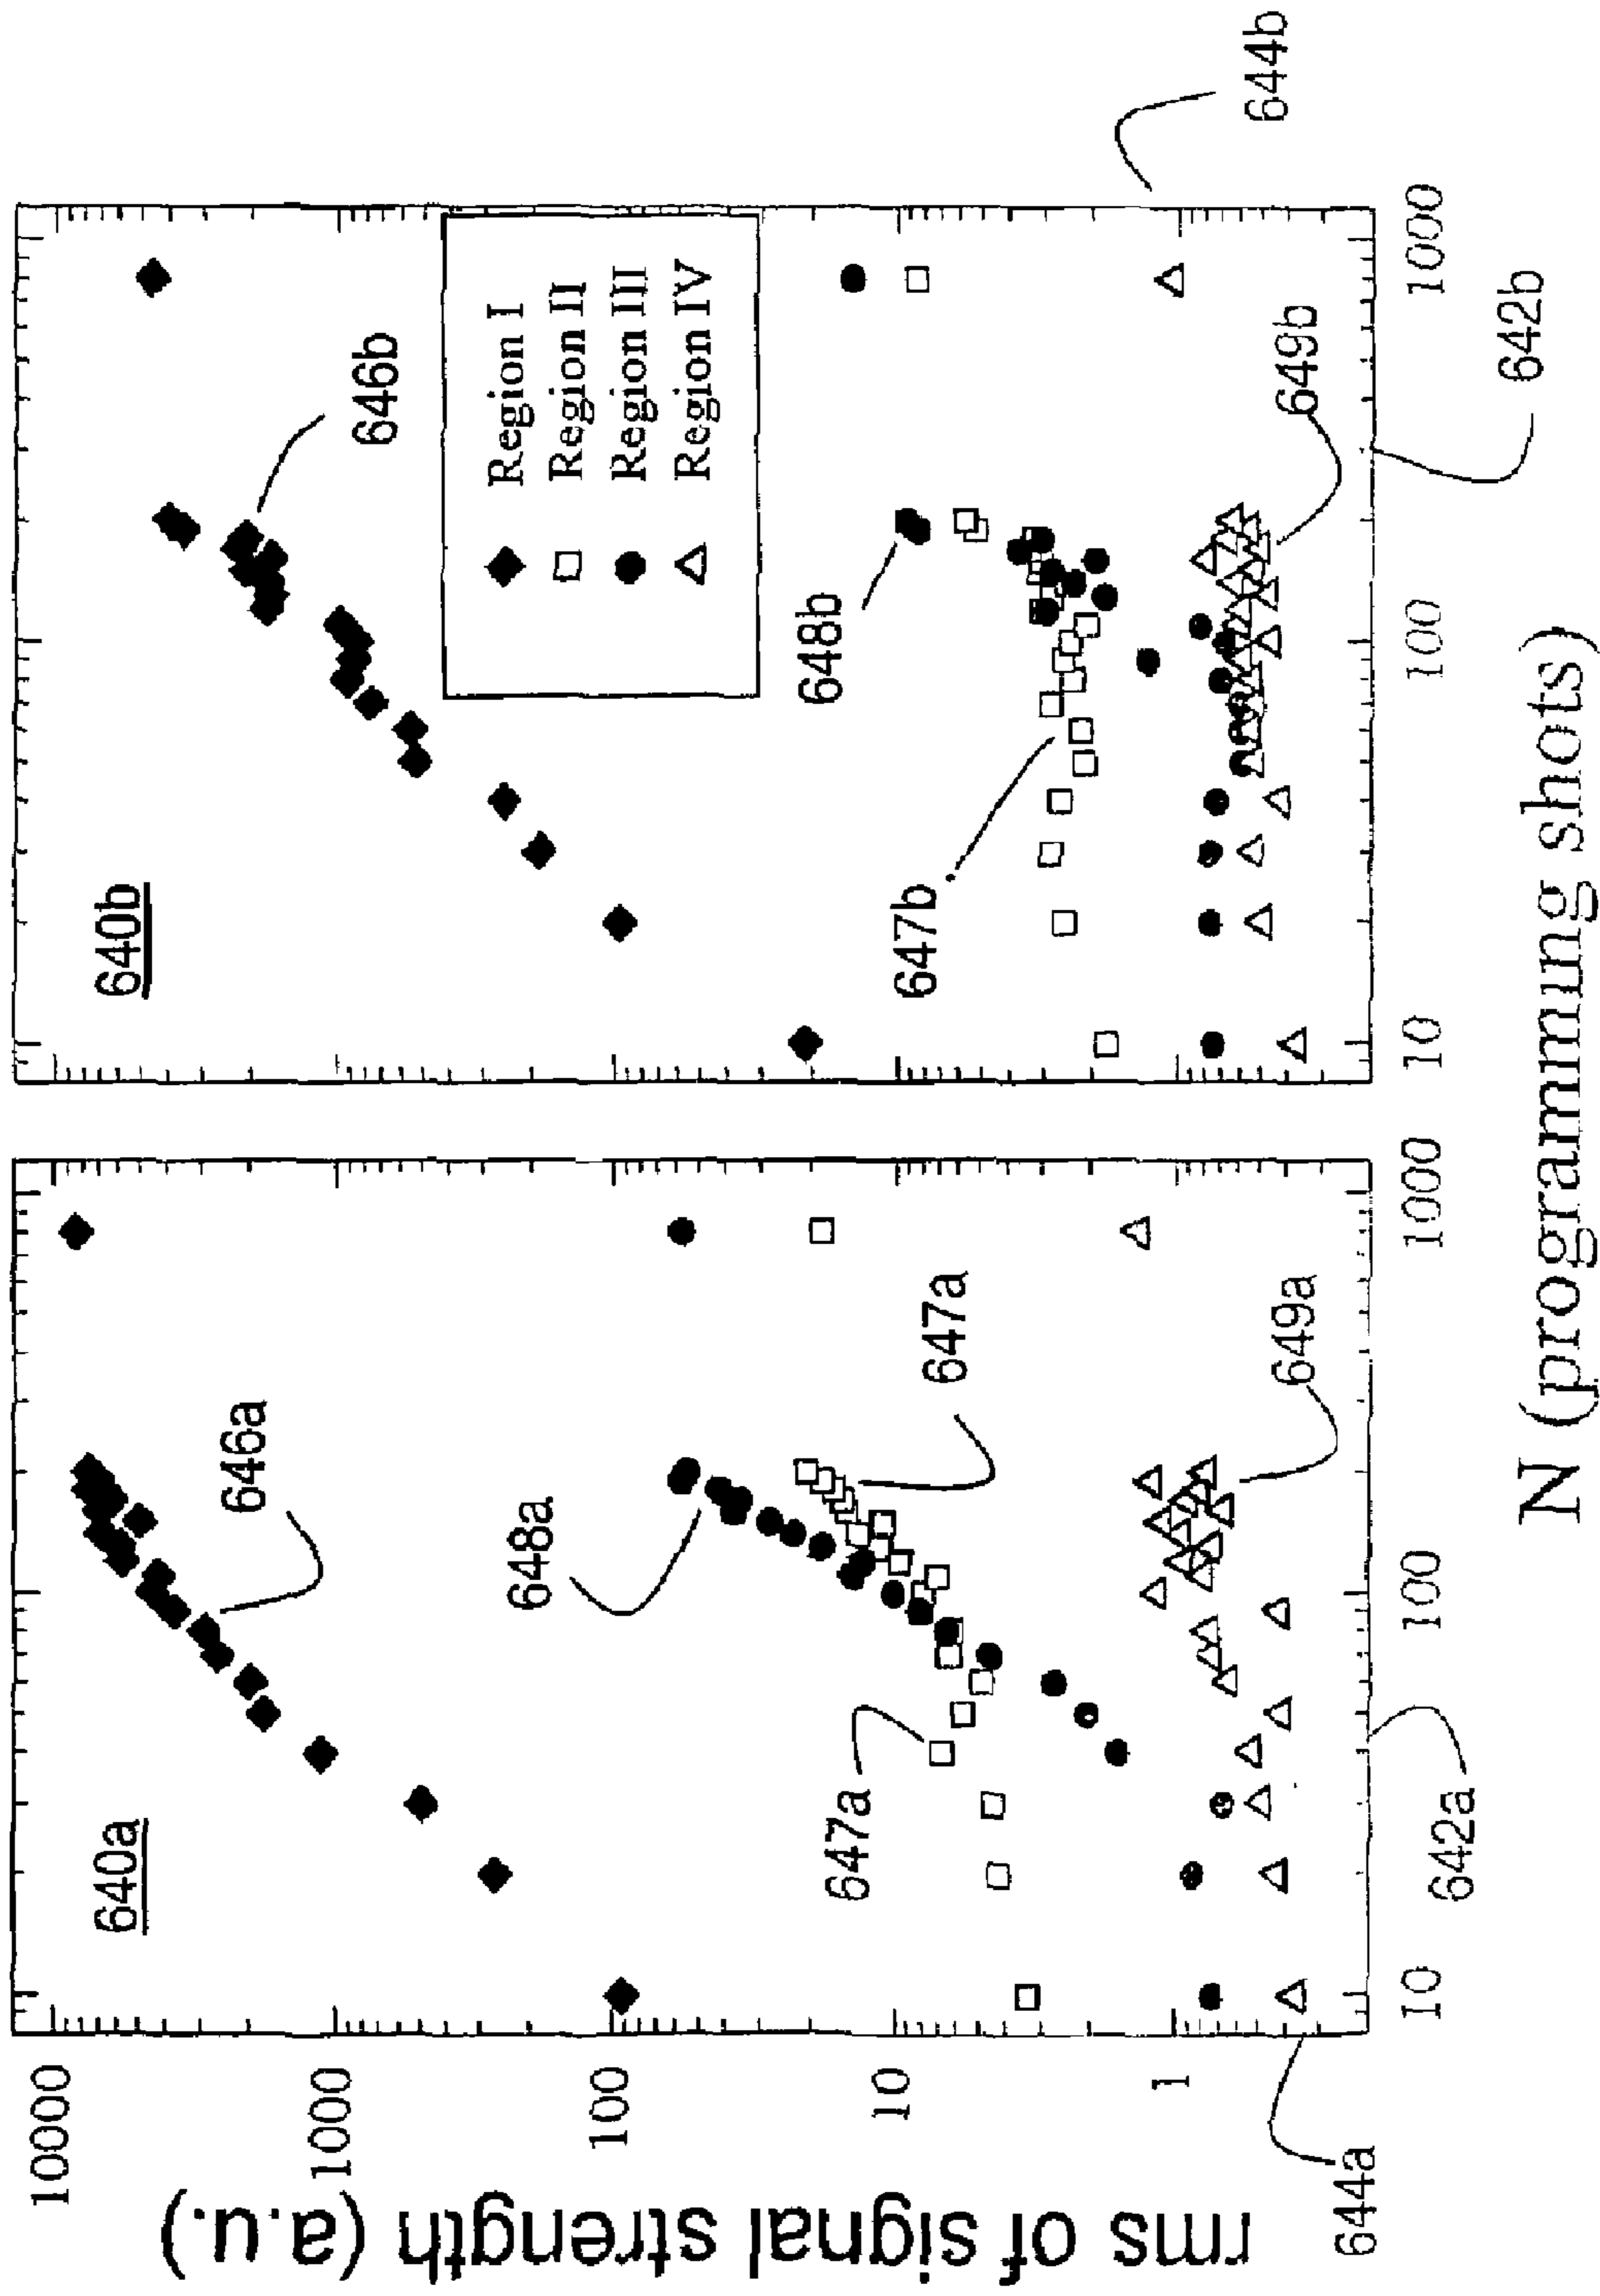 640a
640b
rms of signal strength (a.u.)
10000
1000
100
10
1
646a
648a
647a
647a
649a
644a
10
100
1000
642a
646b
Region I
Region II
Region III
Region IV
648b
647b
649b
644b
10
100
1000
642b
N (programming shots)